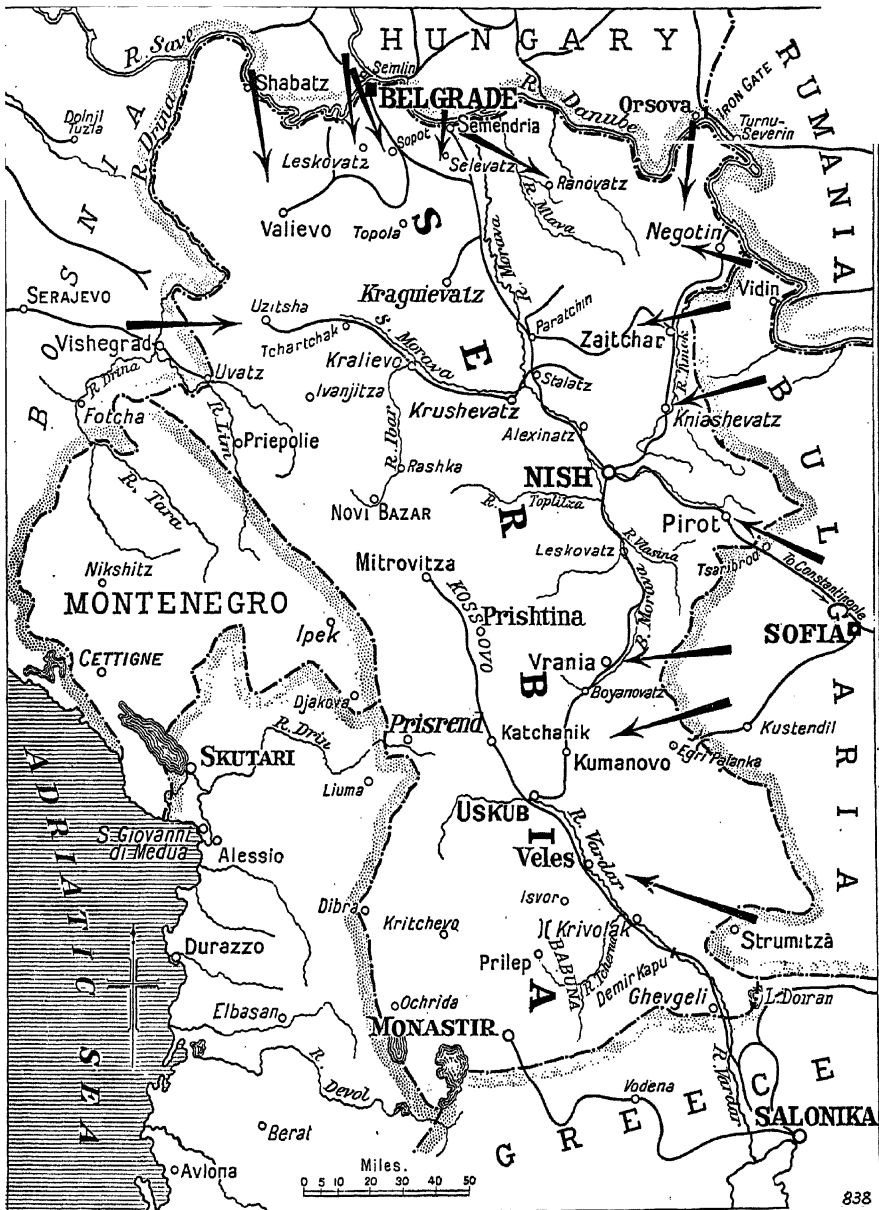 HUNGARY
RUMANIA
R. Save
Semlin
Shabatz
BELGRADE
R. Danube
Orsova
IRON GATE
Turnu-
Severin
Dolnji
Tuzla
R. Drina
BOSNIA
Leskovatz
Sopot
Semendria
Selevatz
Ranovatz
R. Mlava
Valievo
Topola
SERBIA
R. Morava
Negotin
Kraguievatz
Vidin
SERAJEVO
Uzitsha
Tchartchak
S. Morava
Paratchin
Zaitchar
R. Timok
Vishegrad
Kralievo
BULGARIA
R. Drina
Uvatz
Ivanjitza
Stalatz
Fotcha
R. Lim
Krushevatz
Kniashevatz
Priepolie
R. Ibar
Alexinatz
Rashka
NISH
R. Tara
NOVI BAZAR
R. Toplitza
Pirot
Leskovatz
R. Vlasina
Tsaribrod
To Constantinople
Nikshitz
Mitrovitza
MONTENEGRO
KOSSOVO
Prishtina
B. Morava
SOFIA
Ipek
CETTIGNE
Vrania
Djakova
Boyanovatz
Prisrend
R. Drin
Katchanik
Kustendil
SKUTARI
Kumanovo
Egri Palanka
Liuma
USKUB
S. Giovanni
di Medua
Alessio
R. Vardar
Veles
ADRIATIC SEA
Isvor
Dibra
Kritchevo
Krivolak
Strumitza
Durazzo
Prilep
BABUNA
R. Tcherna
Demir Kapu
Elbasan
Ochrida
Ghevgeli
L. Doiran
MONASTIR
R. Devol
R. Vardar
Vodena
GREECE
Berat
SALONIKA
Avlona
Miles.
0 5 10 20 30 40 50
838